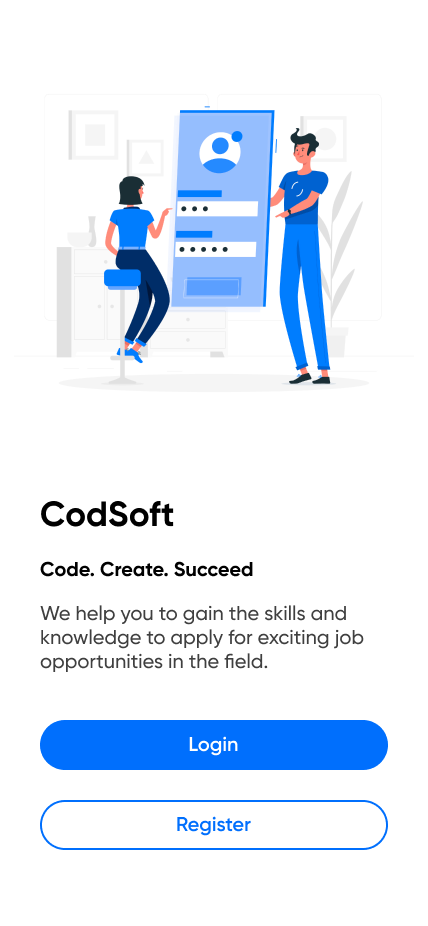 CodSoft
Code. Create. Succeed
We help you to gain the skills and
knowledge to apply for exciting job
opportunities in the field.
Login
Register